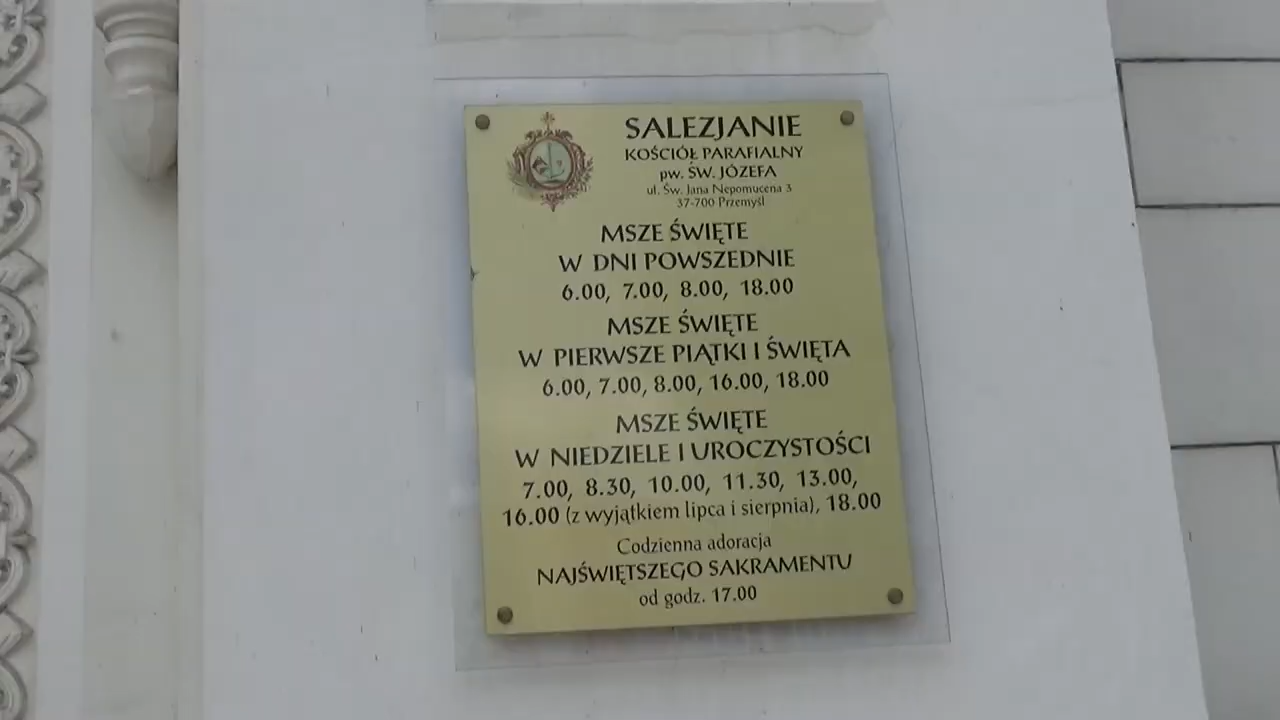 SALEZJANIE
KOŚCIÓŁ PARAFIALNY
pw. ŚW. JÓZEFA
ul. Św. Jana Nepomucena 3
37-700 Przemyśl
MSZE ŚWIĘTE
W DNI POWSZEDNIE
6.00, 7.00, 8.00, 18.00
MSZE ŚWIĘTE
W PIERWSZE PIĄTKI I ŚWIĘTA
6.00, 7.00, 8.00, 16.00, 18.00
MSZE ŚWIĘTE
W NIEDZIELE I UROCZYSTOŚCI
7.00, 8.30, 10.00, 11.30, 13.00,
16.00 (z wyjątkiem lipca i sierpnia), 18.00
Codzienna adoracja
NAJŚWIĘTSZEGO SAKRAMENTU
od godz. 17.00